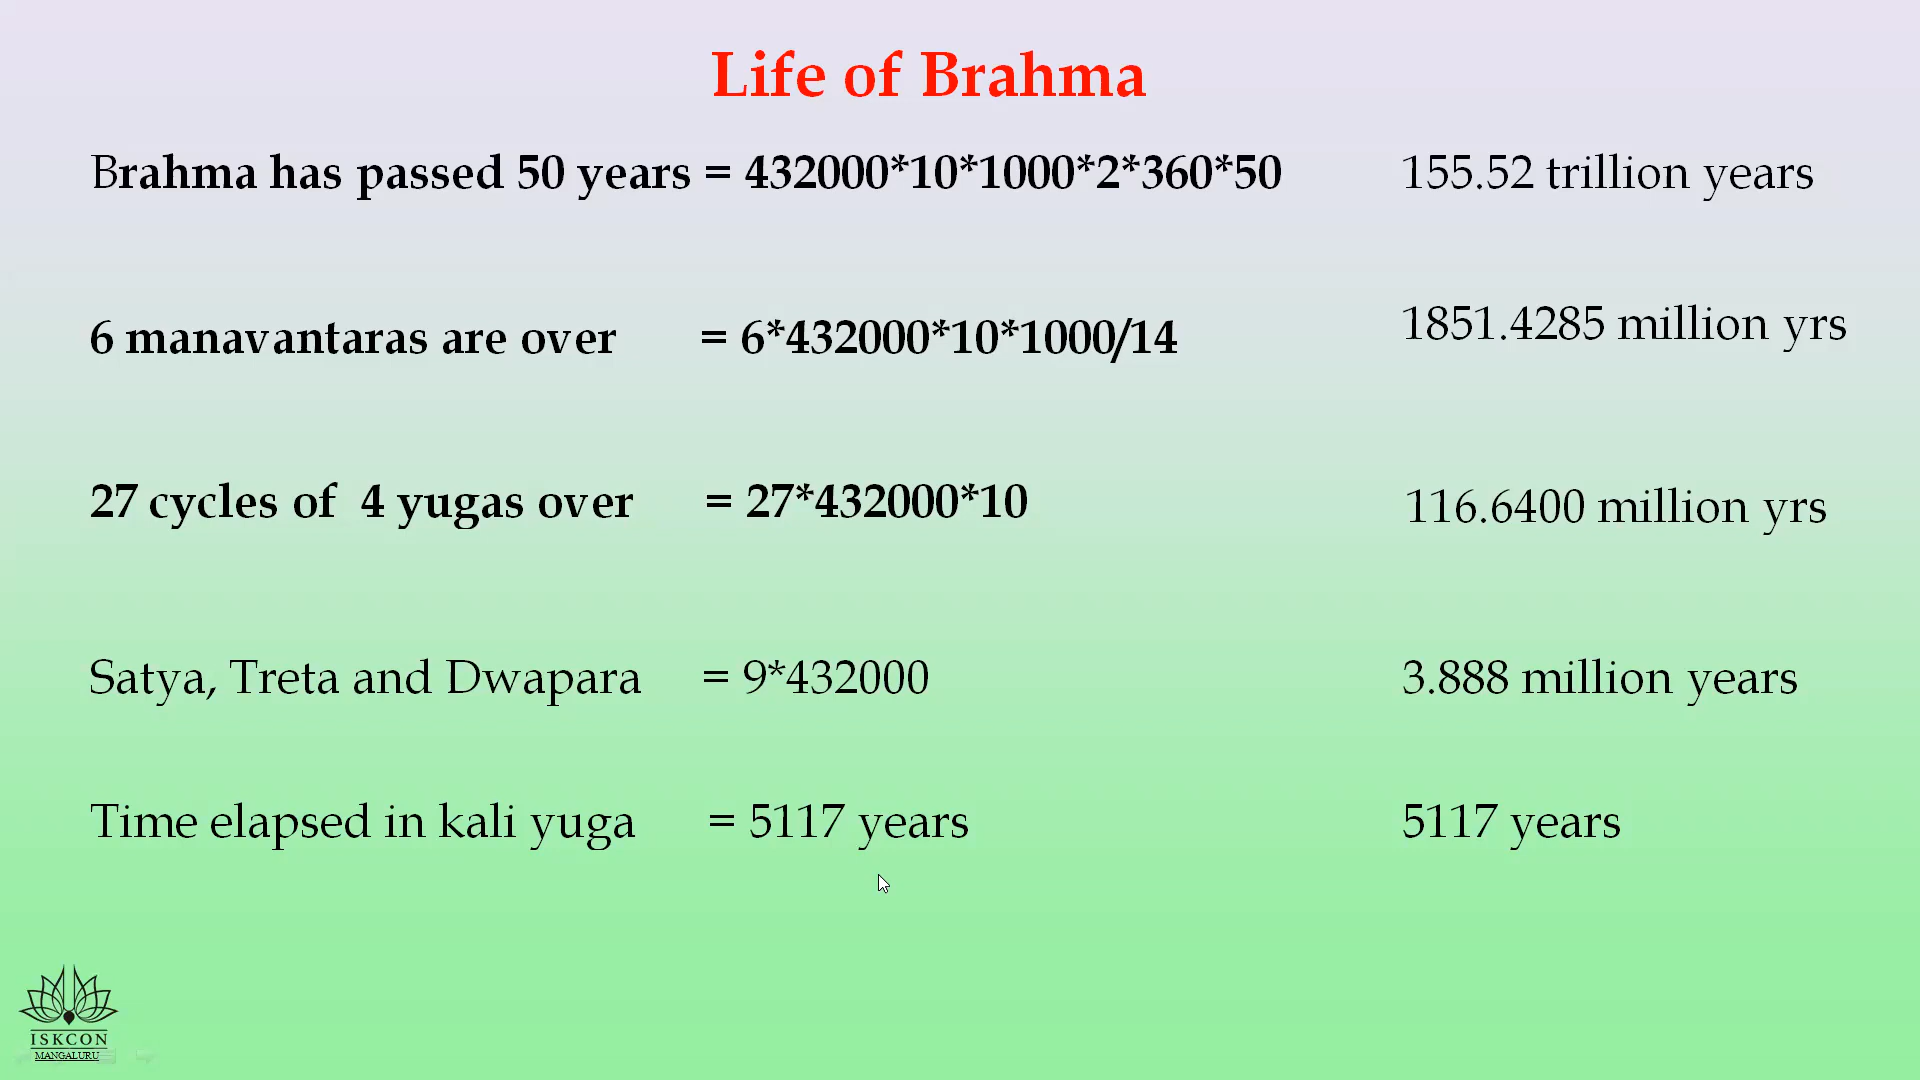 Life of Brahma
Brahma has passed 50 years = 432000*10*1000*2*360*50 155.52 trillion years
6 manavantaras are over = 6*432000*10*1000/14 1851.4285 million yrs
27 cycles of 4 yugas over = 27*432000*10 116.6400 million yrs
Satya, Treta and Dwapara = 9*432000 3.888 million years
Time elapsed in kali yuga = 5117 years 5117 years
ISKCON
MANGALURU